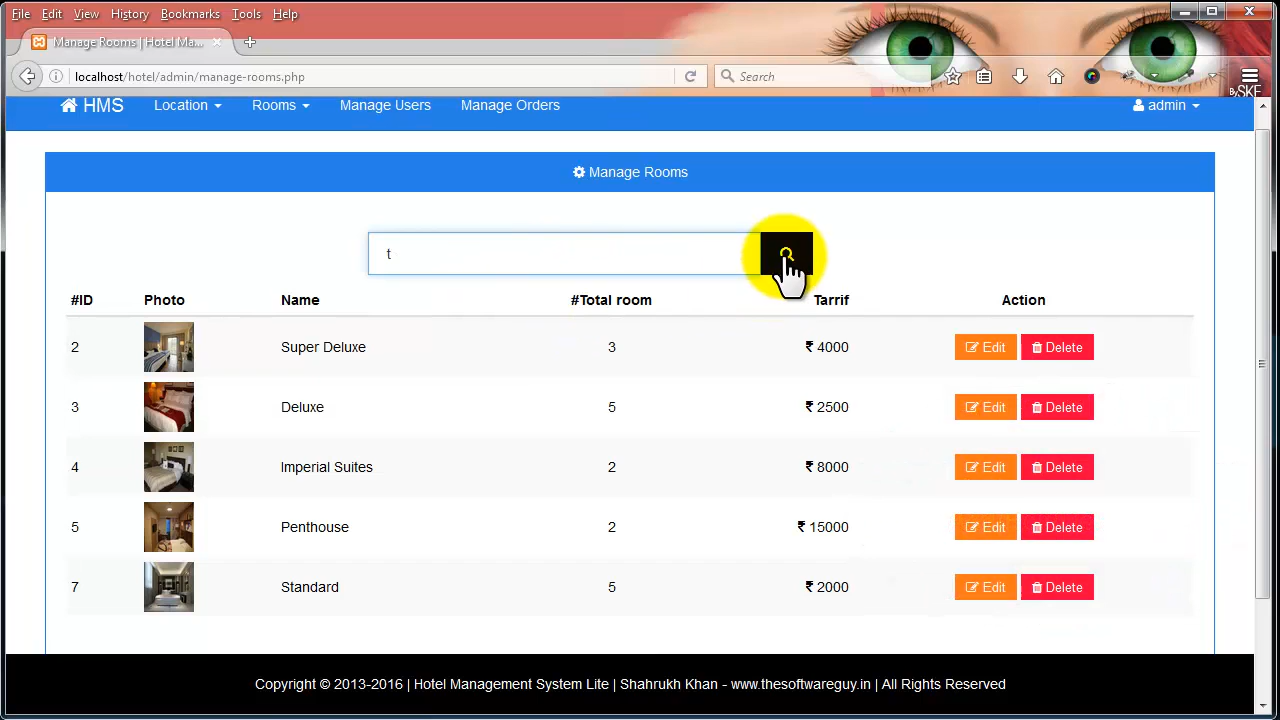 File Edit View History Bookmarks Tools Help
Manage Rooms | Hotel Ma...
localhost/hotel/admin/manage-rooms.php
Search
By SKE
HMS Location Rooms Manage Users Manage Orders admin
Manage Rooms
t
#ID Photo Name #Total room Tarrif Action
2 Super Deluxe 3 ₹ 4000 Edit Delete
3 Deluxe 5 ₹ 2500 Edit Delete
4 Imperial Suites 2 ₹ 8000 Edit Delete
5 Penthouse 2 ₹ 15000 Edit Delete
7 Standard 5 ₹ 2000 Edit Delete
Copyright © 2013-2016 | Hotel Management System Lite | Shahrukh Khan - www.thesoftwareguy.in | All Rights Reserved